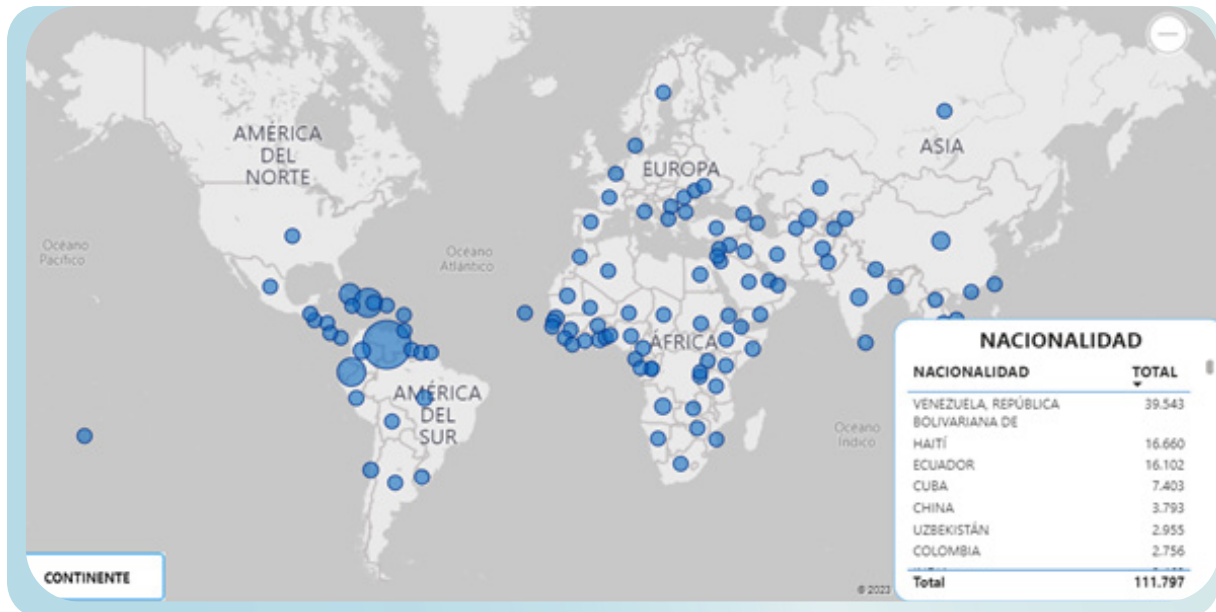 AMÉRICA
DEL
NORTE
EUROPA
ASIA
Océano
Pacífico
Océano
Atlántico
ÁFRICA
AMÉRICA
DEL
SUR
Océano
Índico
NACIONALIDAD
NACIONALIDAD TOTAL
VENEZUELA, REPÚBLICA BOLIVARIANA DE 39.543
HAITÍ 16.660
ECUADOR 16.102
CUBA 7.403
CHINA 3.793
UZBEKISTÁN 2.955
COLOMBIA 2.756
Total 111.797
CONTINENTE
© 2023